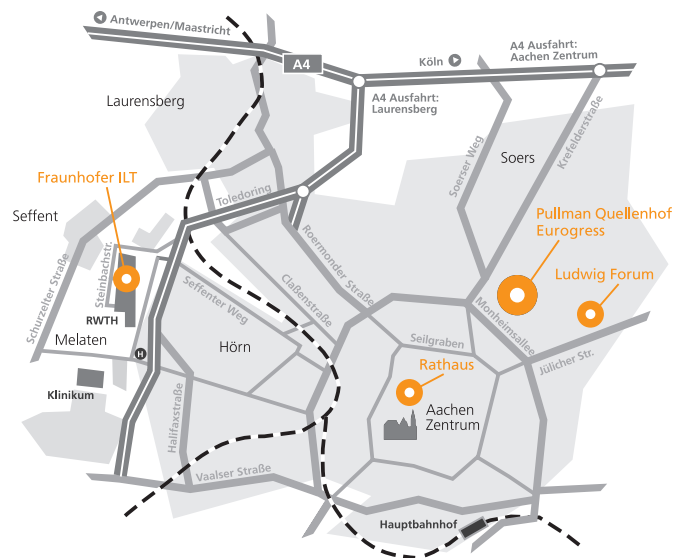 Antwerpen/Maastricht
A4
Köln
A4 Ausfahrt:
Aachen Zentrum
A4 Ausfahrt:
Laurensberg
Laurensberg
Soerser Weg
Soers
Krefelderstraße
Fraunhofer ILT
Toledoring
Seffent
Pullman Quellenhof
Eurogress
Ludwig Forum
Schurzelter Straße
Steinbachstr.
Roermonder Straße
Claßenstraße
Seffenter Weg
Monheimsallee
RWTH
Melaten
Hörn
Seilgraben
Jülicher Str.
H
Rathaus
Klinikum
Halifaxstraße
Aachen
Zentrum
Vaalser Straße
Hauptbahnhof